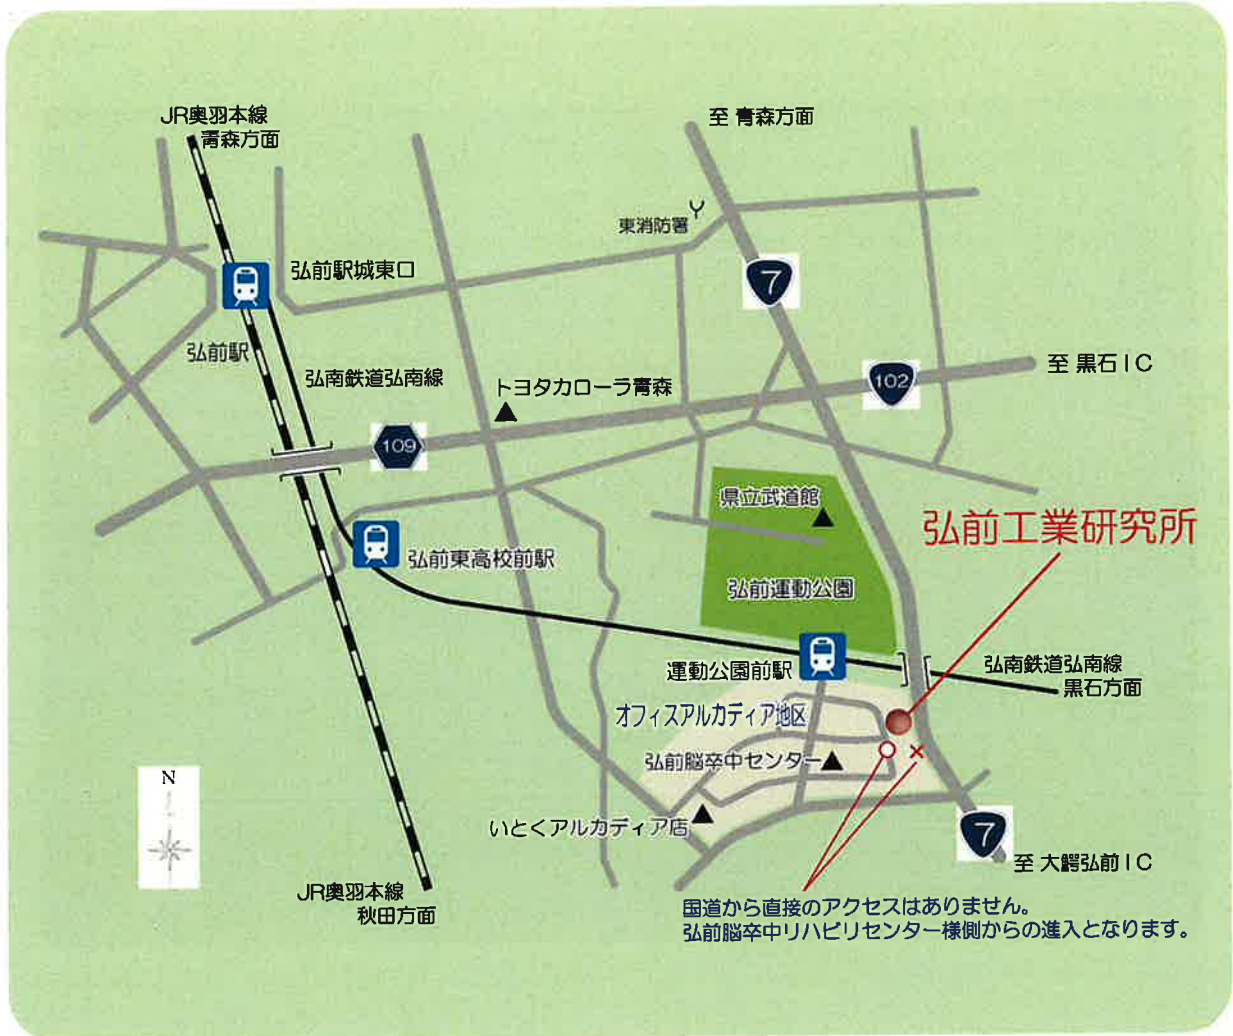 JR奥羽本線
青森方面
至 青森方面
東消防署
弘前駅城東口
7
弘前駅
弘南鉄道弘南線
トヨタカローラ青森
102
至 黒石IC
109
県立武道館
弘前工業研究所
弘前東高校前駅
弘前運動公園
運動公園前駅
弘南鉄道弘南線
黒石方面
オフィスアルカディア地区
弘前脳卒中センター
N
いとくアルカディア店
7
至 大鰐弘前IC
JR奥羽本線
秋田方面
国道から直接のアクセスはありません。
弘前脳卒中リハビリセンター様側からの進入となります。